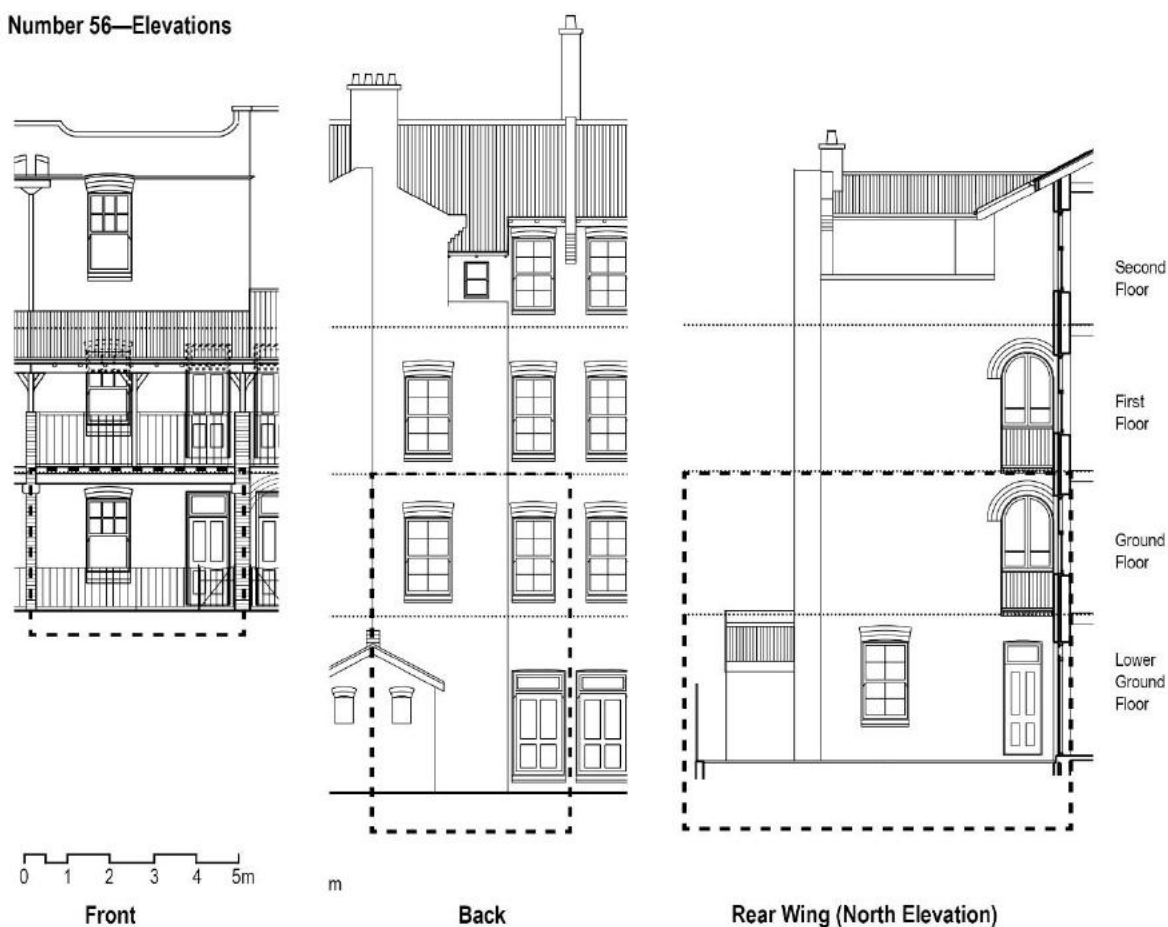 Number 56—Elevations
Second
Floor
First
Floor
Ground
Floor
Lower
Ground
Floor
0 1 2 3 4 5m
m
Front
Back
Rear Wing (North Elevation)